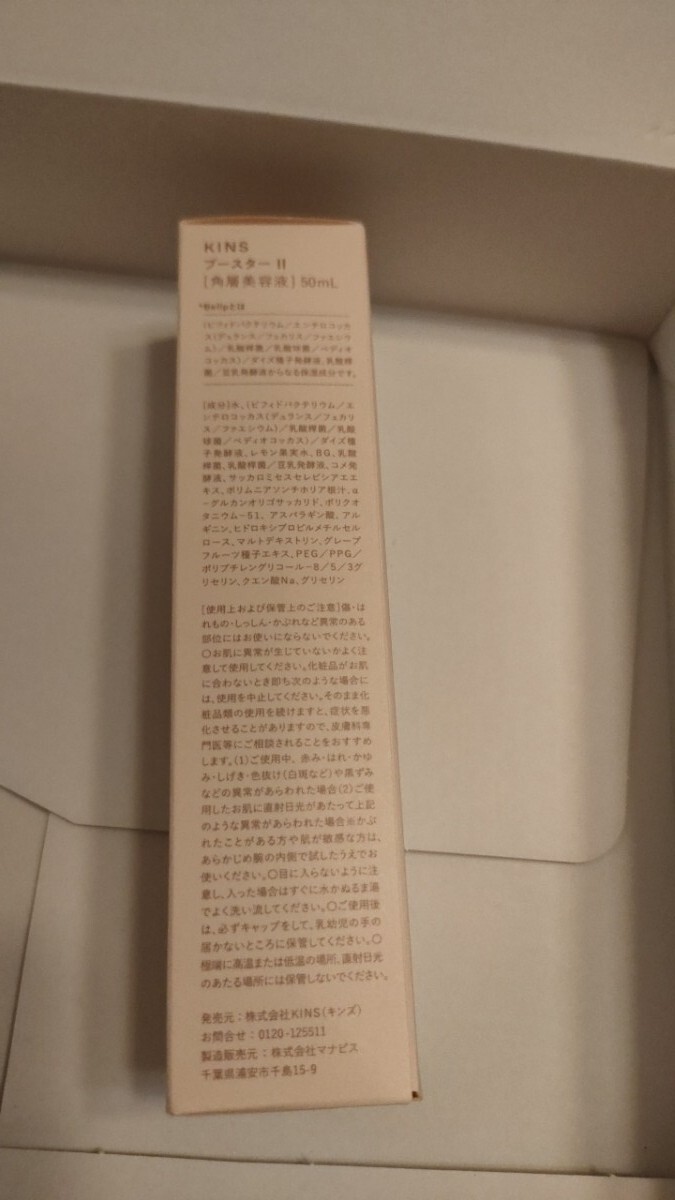 KINS
ブースター II
[角層美容液] 50mL
(ビフィドバクテリウム/エンテロコッカ
ス(デュランス/フェカリス/ファエシウ
ム)/乳酸桿菌/乳酸球菌/ペディオ
コッカス)/ダイズ種子発酵液、乳酸桿
菌/豆乳発酵液からなる保湿成分です。
[成分]水、(ビフィドバクテリウム/エ
ンテロコッカス(デュランス/フェカリ
ス/ファエシウム)/乳酸桿菌/乳酸
球菌/ペディオコッカス)/ダイズ種
子発酵液、レモン果実水、BG、乳酸
桿菌、乳酸桿菌/豆乳発酵液、コメ発
酵液、サッカロミセスセレビシアエエ
キス、ポリムニアソンチホリア根汁、α
-グルカンオリゴサッカリド、ポリクオ
タニウム-51、アスパラギン酸、アル
ギニン、ヒドロキシプロピルメチルセル
ロース、マルトデキストリン、グレープ
フルーツ種子エキス、PEG/PPG/
ポリブチレングリコール-8/5/3グ
リセリン、クエン酸Na、グリセリン
[使用上および保管上のご注意]傷・は
れもの・しっしん・かぶれなど異常のある
部位にはお使いにならないでください。
○お肌に異常が生じていないかよく注
意して使用してください。化粧品がお肌
に合わないとき即ち次のような場合に
は、使用を中止してください。そのまま化
粧品類の使用を続けますと、症状を悪
化させることがありますので、皮膚科専
門医等にご相談されることをおすすめ
します。(1)ご使用中、赤み・はれ・かゆ
み・しげき・色抜け(白斑など)や黒ずみ
などの異常があらわれた場合(2)ご使
用したお肌に直射日光があたって上記
のような異常があらわれた場合※かぶ
れたことがある方や肌が敏感な方は、
あらかじめ腕の内側で試したうえでお
使いください。○目に入らないように注
意し、入った場合はすぐに水かぬるま湯
でよく洗い流してください。○ご使用後
は、必ずキャップをして、乳幼児の手の
届かないところに保管してください。○
極端に高温または低温の場所、直射日光
のあたる場所には保管しないでください。
発売元:株式会社KINS(キンズ)
お問合せ:0120-125511
製造販売元:株式会社マナビス
千葉県浦安市千鳥15-9